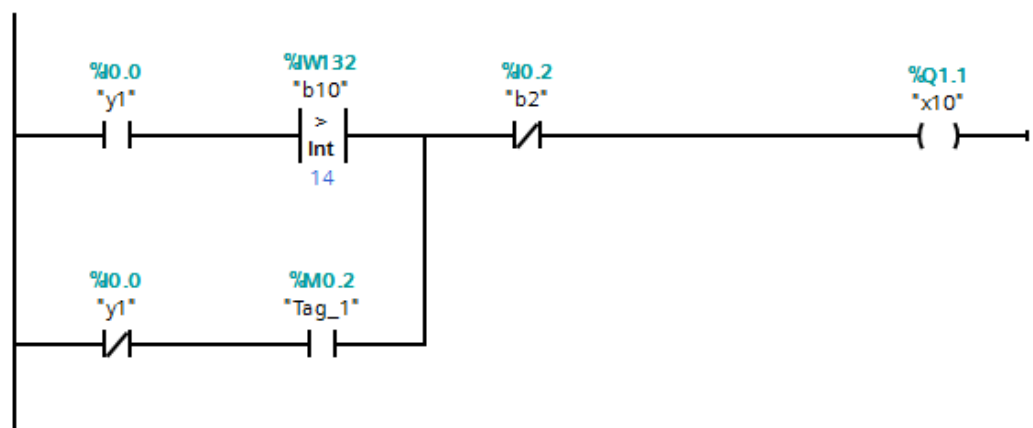 %I0.0
"y1"
%IW132
"b10"
>
Int
14
%I0.2
"b2"
%Q1.1
"x10"
%I0.0
"y1"
%M0.2
"Tag_1"